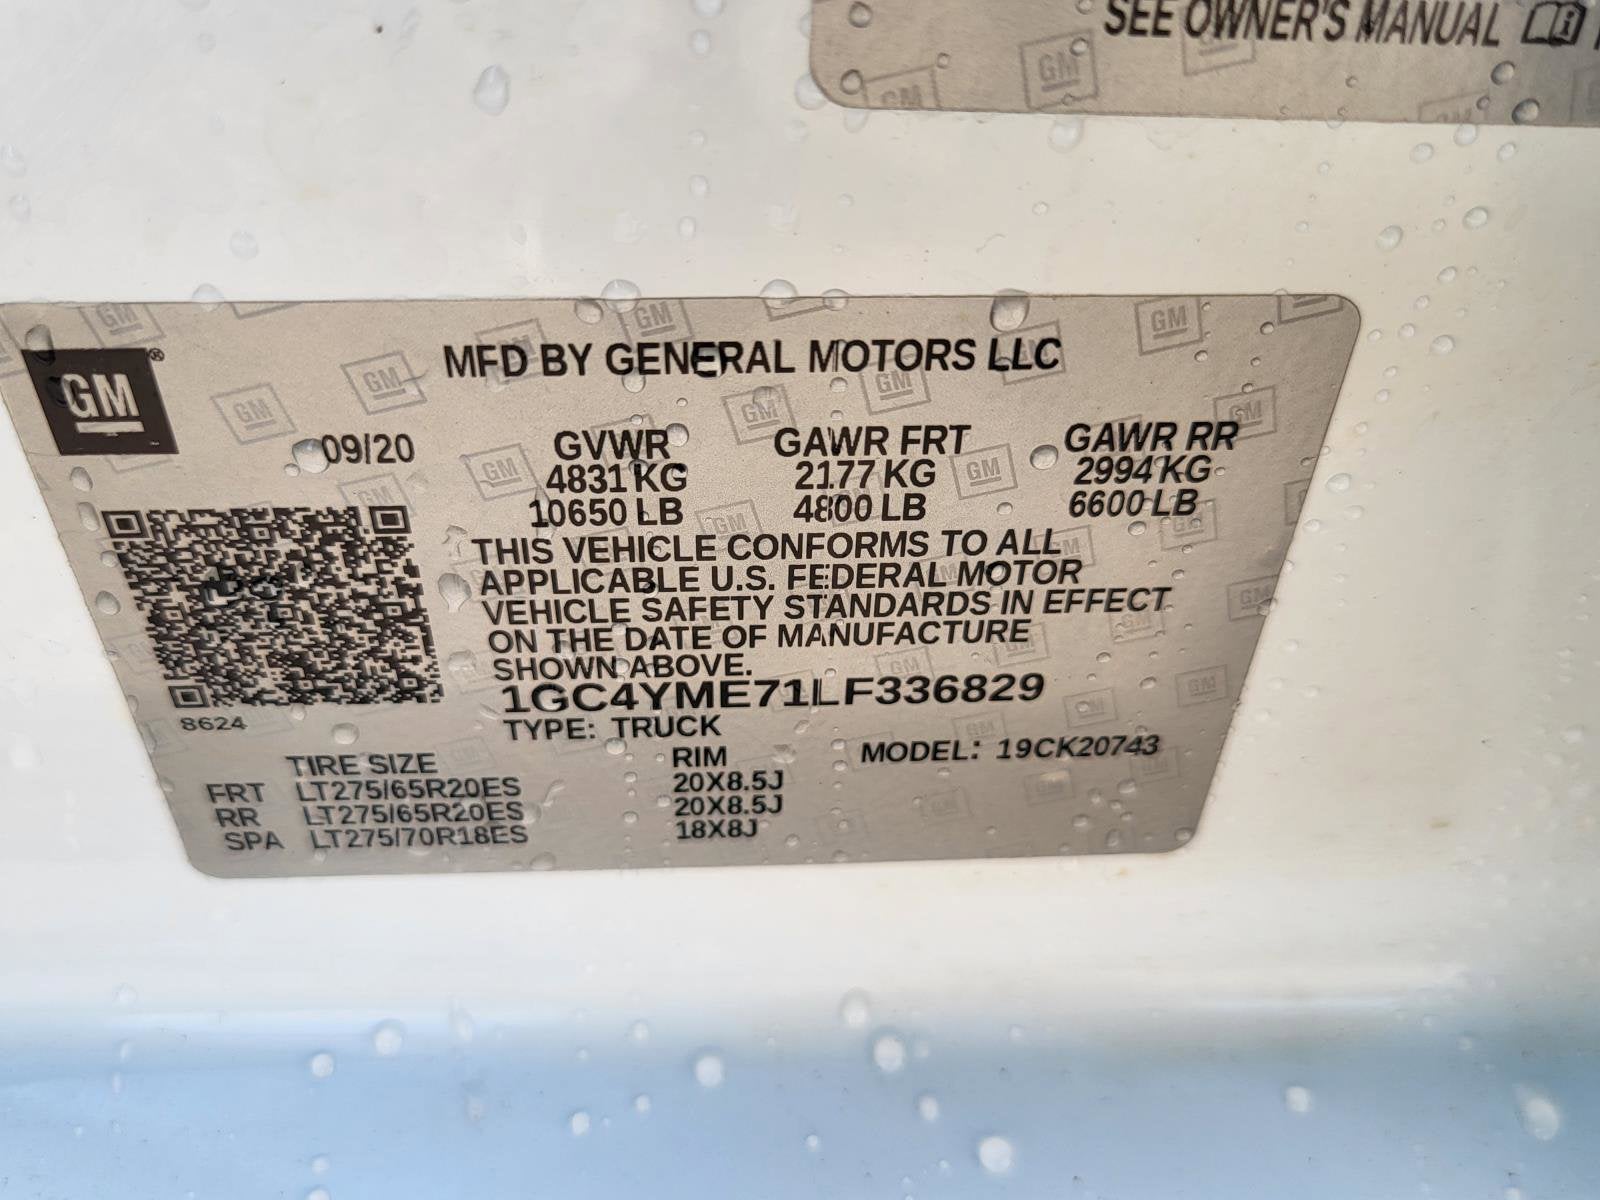 SEE OWNER'S MANUAL
GM
MFD BY GENERAL MOTORS LLC
09/20 GVWR GAWR FRT GAWR RR
4831 KG 2177 KG 2994 KG
10650 LB 4800 LB 6600 LB
THIS VEHICLE CONFORMS TO ALL
APPLICABLE U.S. FEDERAL MOTOR
VEHICLE SAFETY STANDARDS IN EFFECT
ON THE DATE OF MANUFACTURE
SHOWN ABOVE.
1GC4YME71LF336829
8624
TYPE: TRUCK
TIRE SIZE RIM MODEL: 19CK20743
FRT LT275/65R20ES 20X8.5J
RR LT275/65R20ES 20X8.5J
SPA LT275/70R18ES 18X8J